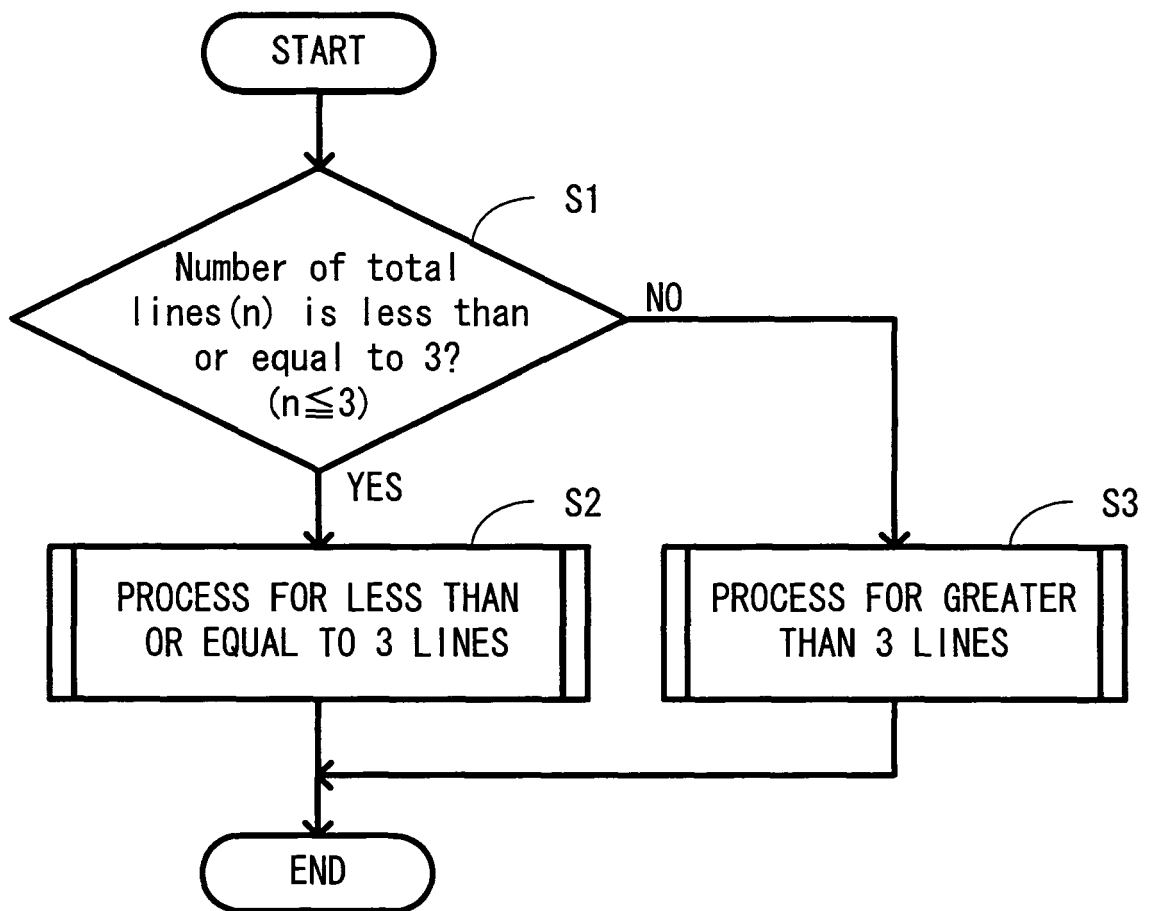 START
S1
Number of total
lines(n) is less than
or equal to 3?
(n≦3)
NO
YES
S2
PROCESS FOR LESS THAN
OR EQUAL TO 3 LINES
S3
PROCESS FOR GREATER
THAN 3 LINES
END